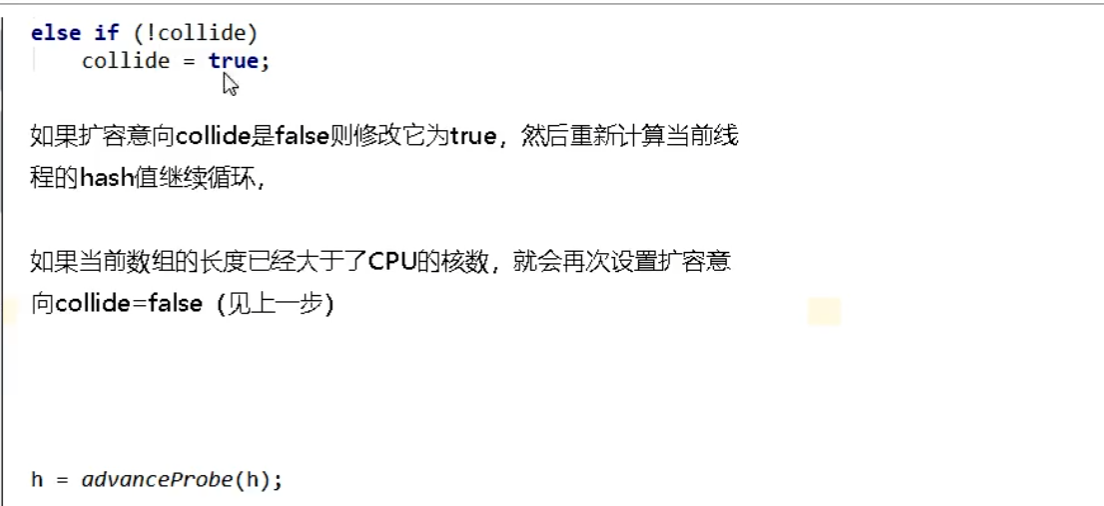 else if (!collide)
collide = true;
如果扩容意向collide是false则修改它为true，然后重新计算当前线
程的hash值继续循环，
如果当前数组的长度已经大于了CPU的核数，就会再次设置扩容意
向collide=false（见上一步）
h = advanceProbe(h);